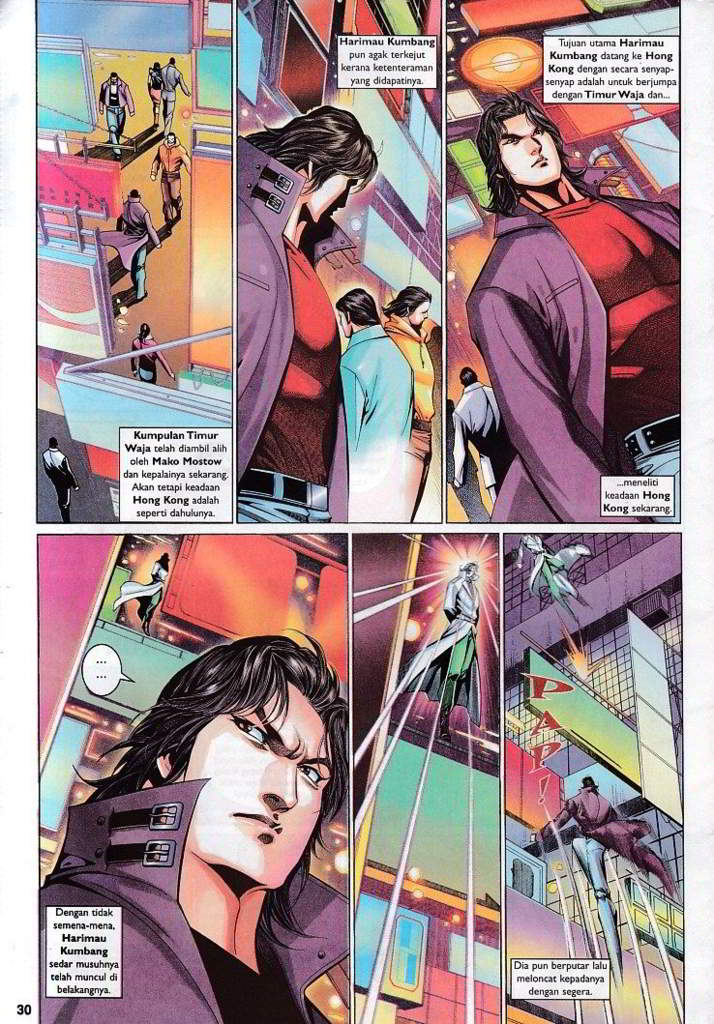 Kumpulan Timur
Waja telah diambil alih
oleh Mako Mostow
dan kepalainya sekarang.
Akan tetapi keadaan
Hong Kong adalah
seperti dahulunya.
Harimau Kumbang
pun agak terkejut
kerana ketenteraman
yang didapatinya.
Tujuan utama Harimau
Kumbang datang ke Hong
Kong dengan secara senyap-
senyap adalah untuk berjumpa
dengan Timur Waja dan...
...meneliti
keadaan Hong
Kong sekarang.
...
...
Dengan tidak
semena-mena,
Harimau
Kumbang
sedar musuhnya
telah muncul di
belakangnya.
PAP!
Dia pun berputar lalu
meloncat kepadanya
dengan segera.
30